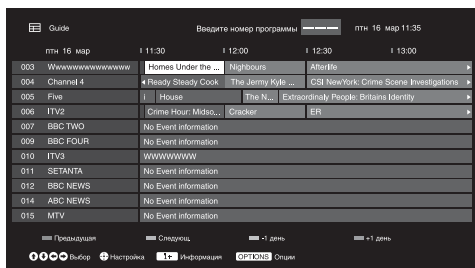 Guide Введите номер программы птн 16 мар 11:35
птн 16 мар 11:30 12:00 12:30 13:00
003 Wwwwwwwwwwwwww Homes Under the ... Nighbours Afterlife
004 Channel 4 Ready Steady Cook The Jermy Kyle ... CSI NewYork: Crime Scene Investigations
005 Five i House The N... Extraordinaly People: Britains Identity
006 ITV2 Crime Hour: Midso... Cracker ER
007 BBC TWO No Event information
009 BBC FOUR No Event information
010 ITV3 WWWWWWW
011 SETANTA No Event information
012 BBC NEWS No Event information
014 ABC NEWS No Event information
015 MTV No Event information
Предыдущая Следующ. -1 день +1 день
Выбор Настройка Информация OPTIONS Опции